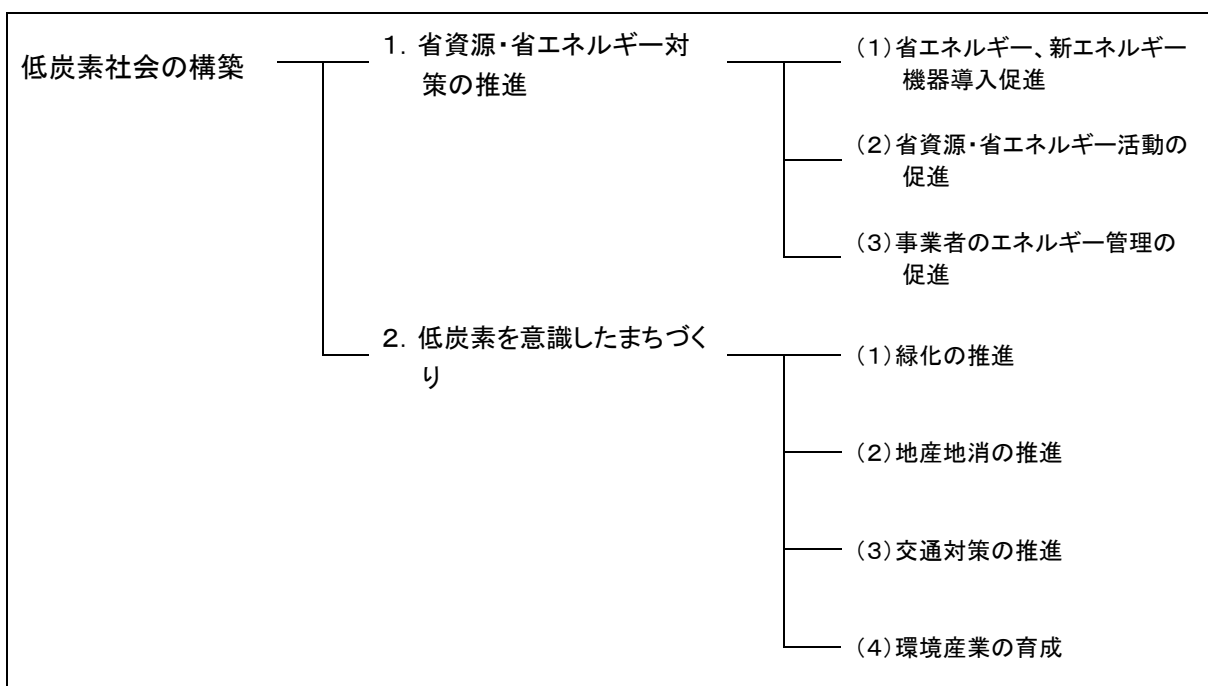 低炭素社会の構築
1．省資源・省エネルギー対
策の推進
（1）省エネルギー、新エネルギー
機器導入促進
（2）省資源・省エネルギー活動の
促進
（3）事業者のエネルギー管理の
促進
2．低炭素を意識したまちづく
り
（1）緑化の推進
（2）地産地消の推進
（3）交通対策の推進
（4）環境産業の育成